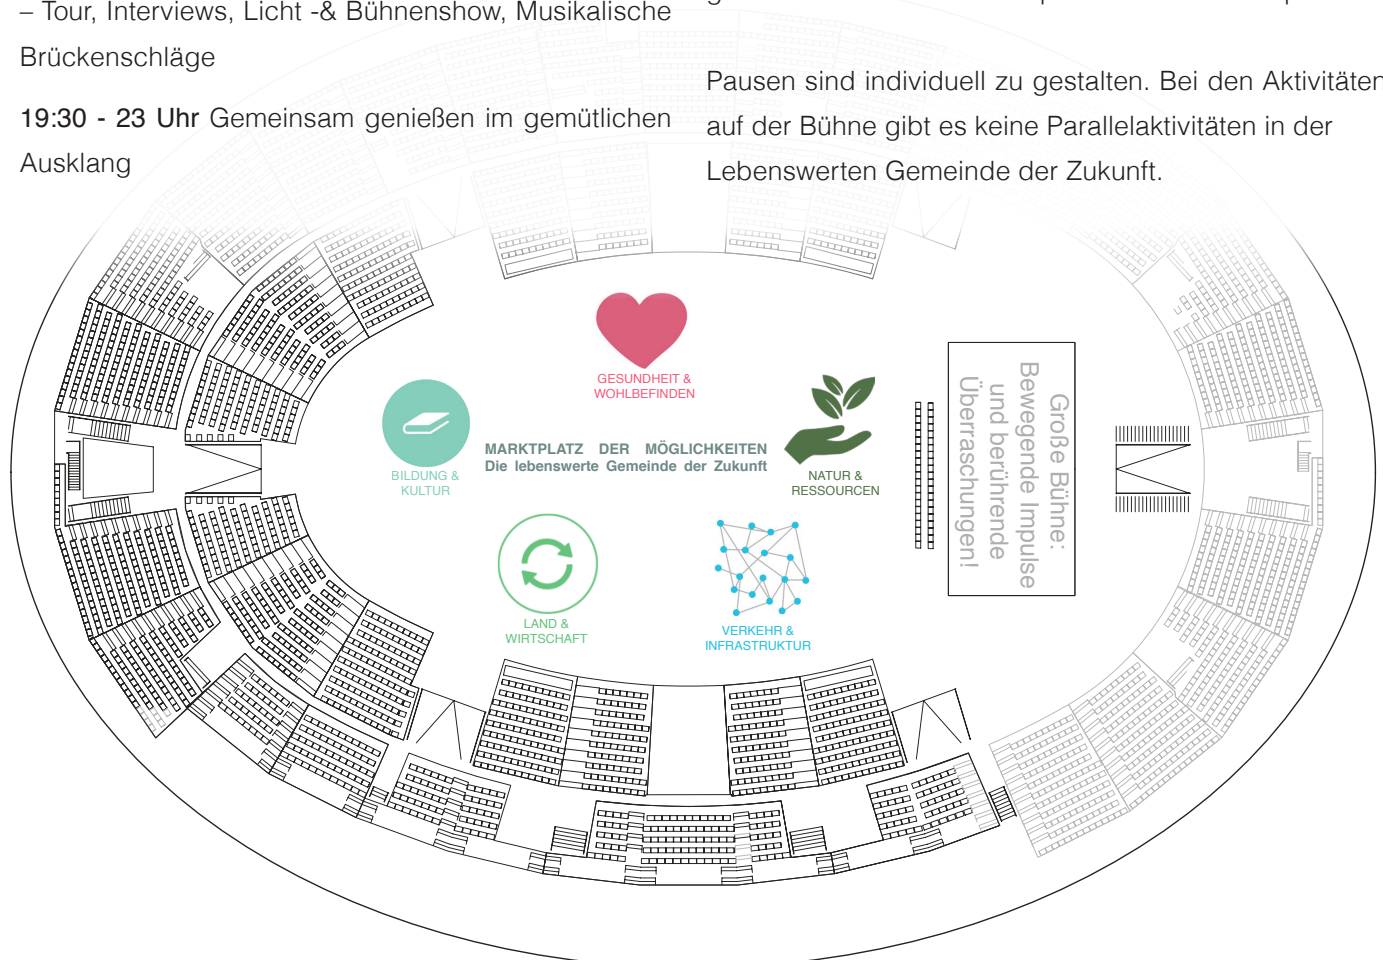 – Tour, Interviews, Licht -& Bühnenshow, Musikalische
Brückenschläge
19:30 - 23 Uhr Gemeinsam genießen im gemütlichen
Ausklang
Pausen sind individuell zu gestalten. Bei den Aktivitäten
auf der Bühne gibt es keine Parallelaktivitäten in der
Lebenswerten Gemeinde der Zukunft.
GESUNDHEIT &
WOHLBEFINDEN
BILDUNG &
KULTUR
MARKTPLATZ DER MÖGLICHKEITEN
Die lebenswerte Gemeinde der Zukunft
NATUR &
RESSOURCEN
LAND &
WIRTSCHAFT
VERKEHR &
INFRASTRUKTUR
Große Bühne:
Bewegende Impulse
und berührende
Überraschungen!